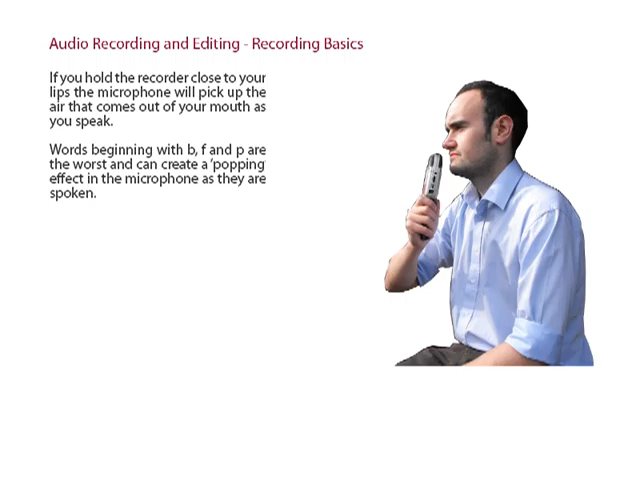 Audio Recording and Editing - Recording Basics
If you hold the recorder close to your
lips the microphone will pick up the
air that comes out of your mouth as
you speak.
Words beginning with b, f and p are
the worst and can create a 'popping'
effect in the microphone as they are
spoken.